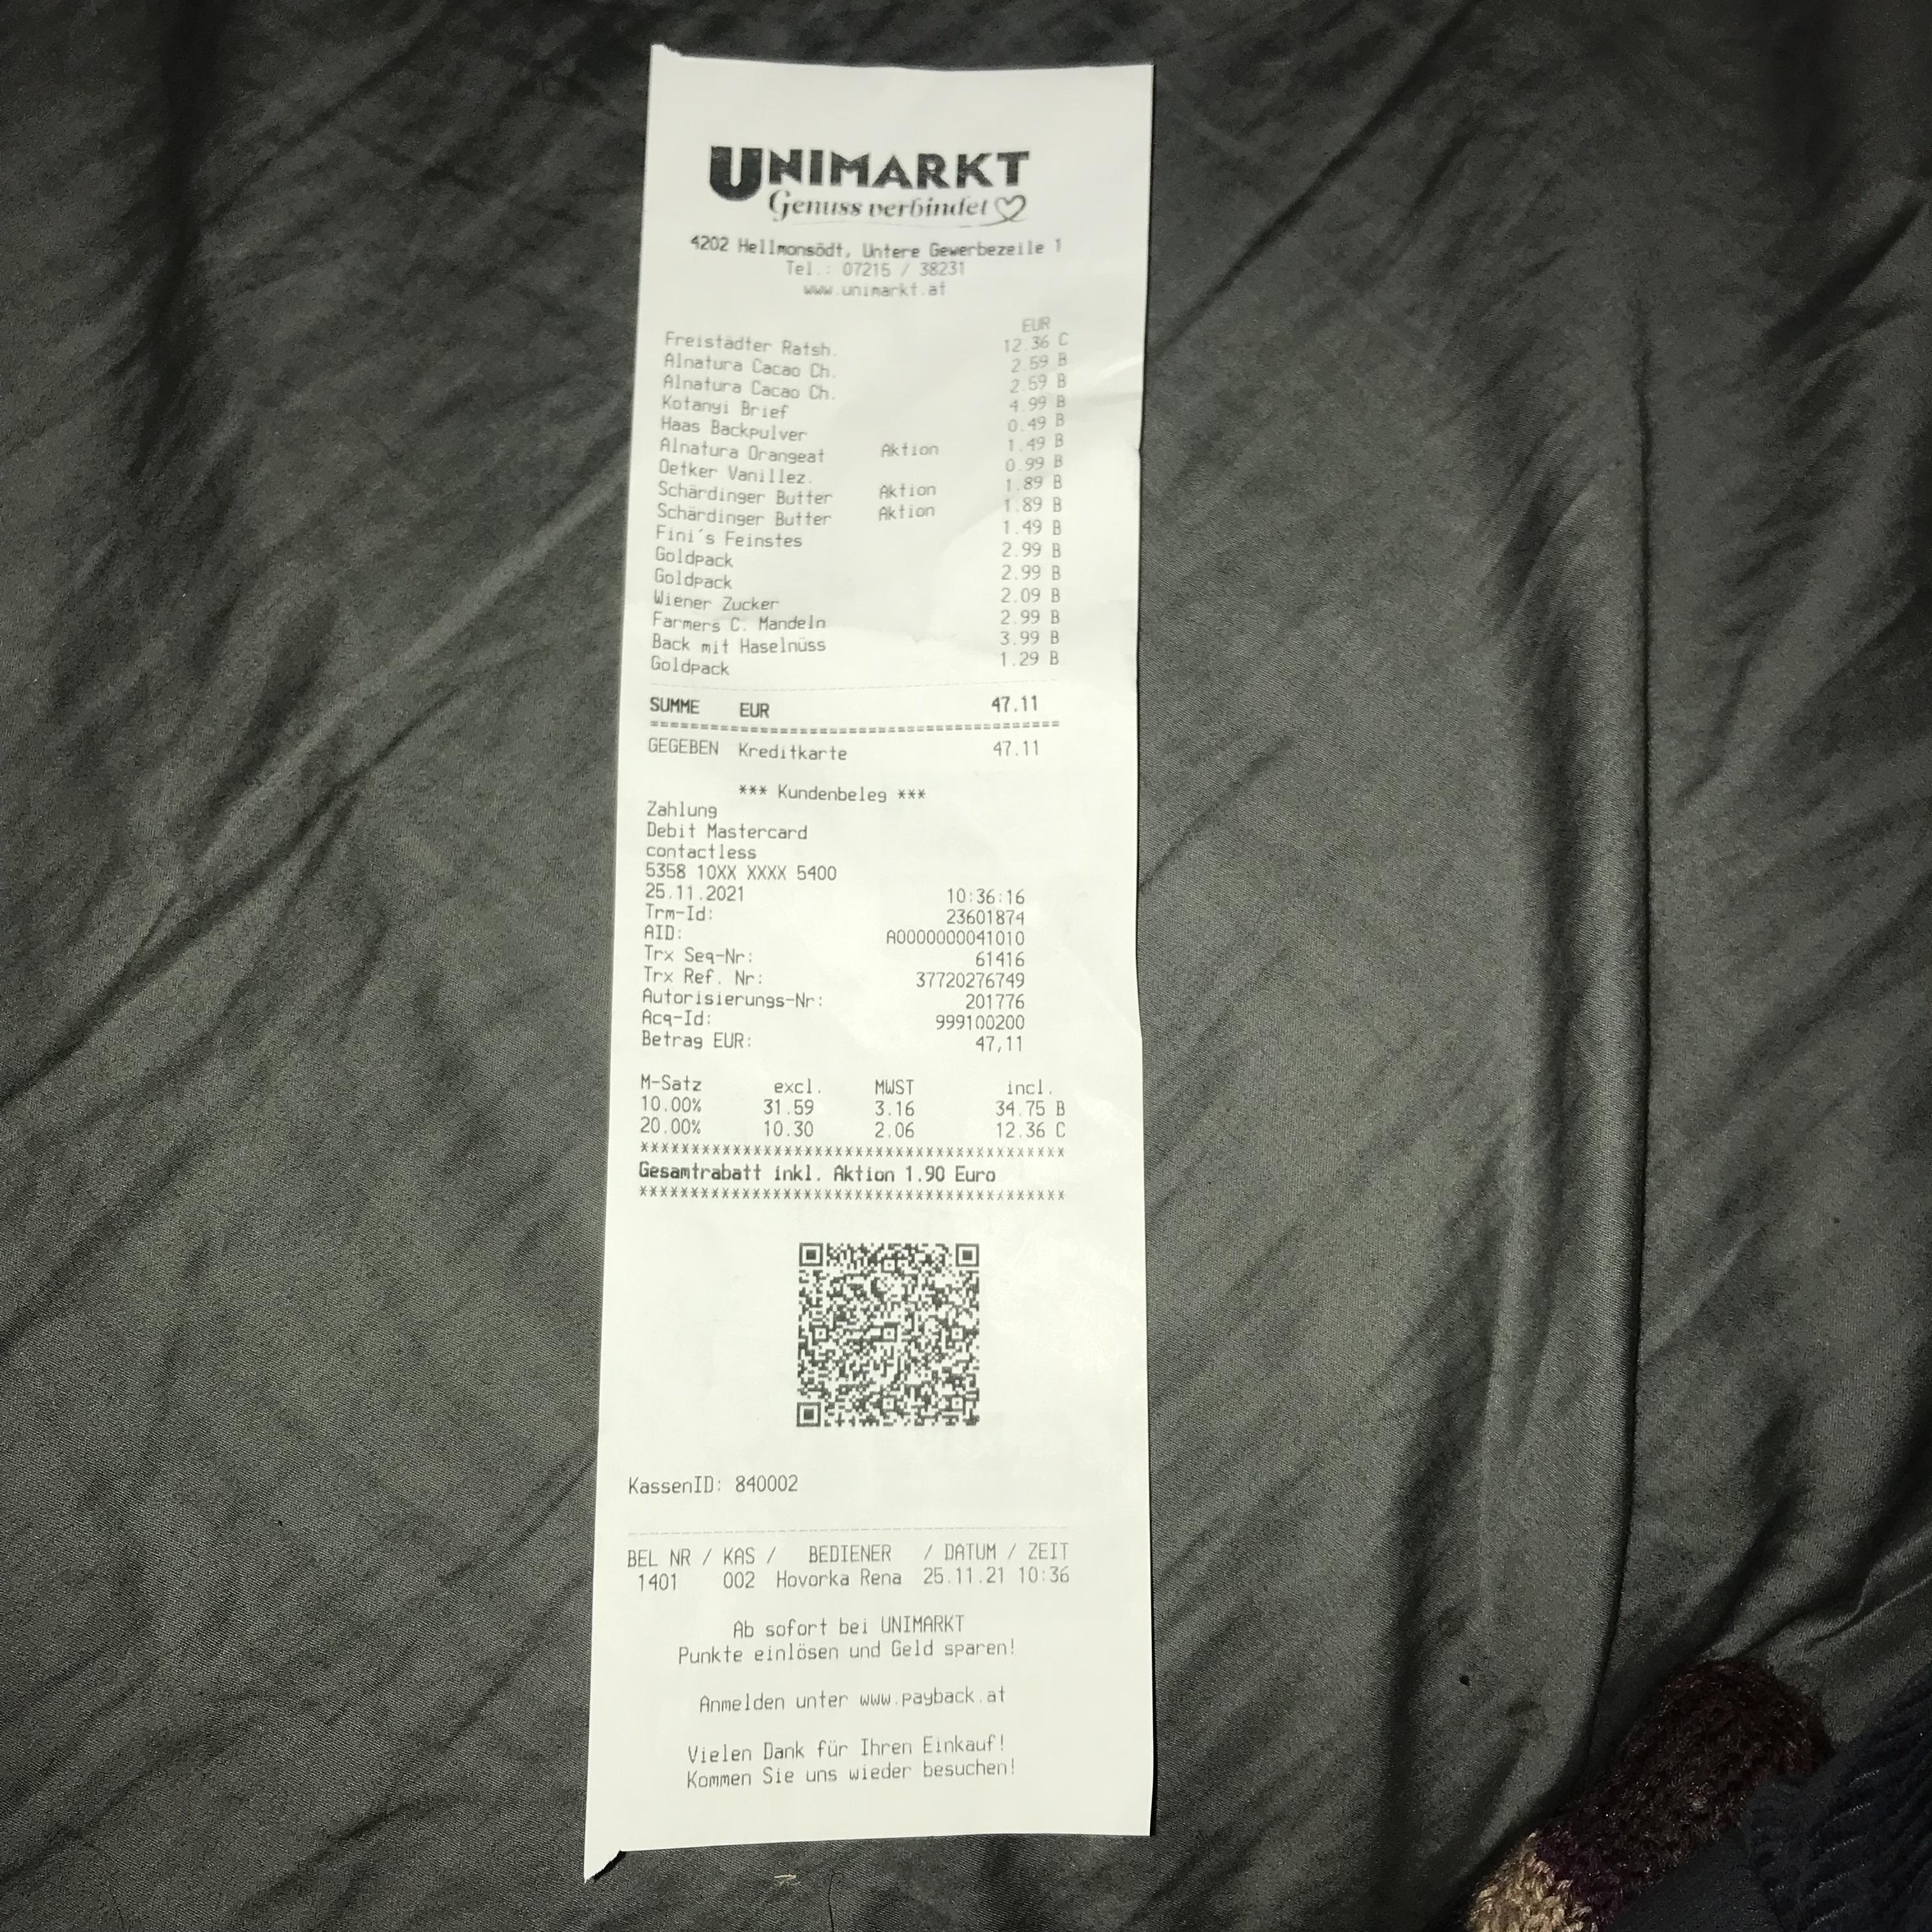 UNIMARKT
Genuss verbindet
4202 Hellmonsödt, Untere Gewerbezeile 1
Tel.: 07215 / 38231
www.unimarkt.at
EUR
Freistädter Ratsh. 12.36 C
Alnatura Cacao Ch. 2.59 B
Alnatura Cacao Ch. 2.59 B
Kotanyi Brief 4.99 B
Haas Backpulver 0.49 B
Alnatura Orangeat Aktion 1.49 B
Oetker Vanillez. 0.99 B
Schärdinger Butter Aktion 1.89 B
Schärdinger Butter Aktion 1.89 B
Fini´s Feinstes 1.49 B
Goldpack 2.99 B
Goldpack 2.99 B
Wiener Zucker 2.09 B
Farmers C. Mandeln 2.99 B
Back mit Haselnüss 3.99 B
Goldpack 1.29 B
SUMME EUR 47.11
========================================
GEGEBEN Kreditkarte 47.11
*** Kundenbeleg ***
Zahlung
Debit Mastercard
contactless
5358 10XX XXXX 5400
25.11.2021 10:36:16
Trm-Id: 23601874
AID: A0000000041010
Trx Seq-Nr: 61416
Trx Ref. Nr: 37720276749
Autorisierungs-Nr: 201776
Acq-Id: 999100200
Betrag EUR: 47,11
M-Satz excl. MWST incl.
10.00% 31.59 3.16 34.75 B
20.00% 10.30 2.06 12.36 C
******************************************
Gesamtrabatt inkl. Aktion 1.90 Euro
******************************************
KassenID: 840002
BEL NR / KAS / BEDIENER / DATUM / ZEIT
1401 002 Hovorka Rena 25.11.21 10:36
Ab sofort bei UNIMARKT
Punkte einlösen und Geld sparen!
Anmelden unter www.payback.at
Vielen Dank für Ihren Einkauf!
Kommen Sie uns wieder besuchen!